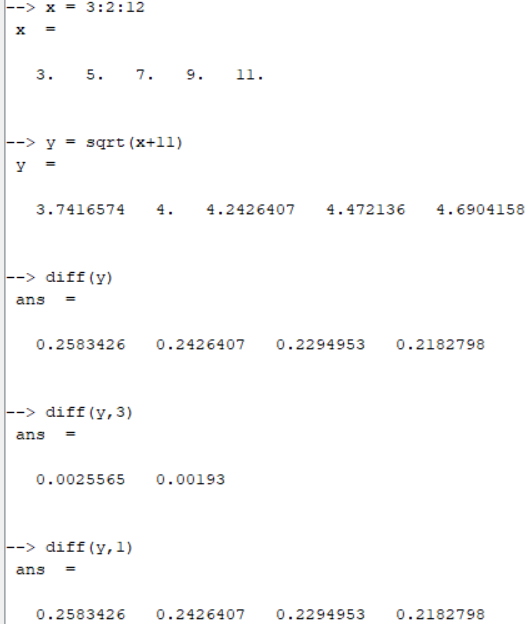 --> x = 3:2:12
x  =
3.   5.   7.   9.   11.
--> y = sqrt(x+11)
y  =
3.7416574   4.   4.2426407   4.472136   4.6904158
--> diff(y)
ans  =
0.2583426   0.2426407   0.2294953   0.2182798
--> diff(y,3)
ans  =
0.0025565   0.00193
--> diff(y,1)
ans  =
0.2583426   0.2426407   0.2294953   0.2182798